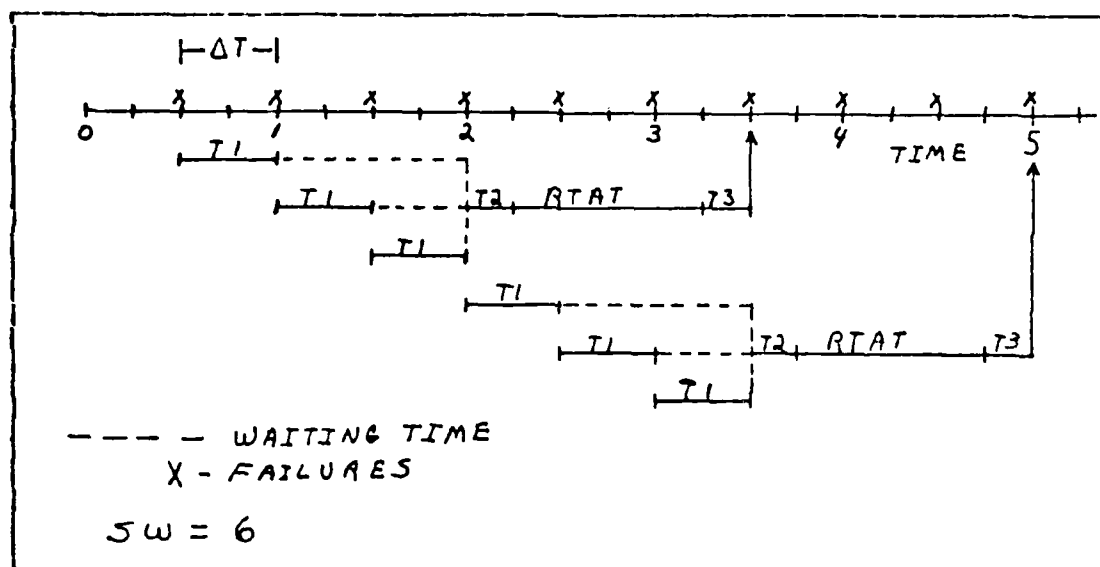 ΔT
X X X X X X X X X X
0 1 2 3 4 5
TIME
T1
T1 T2 RTAT T3
T1
T1
T1 T2 RTAT T3
T1
---- WAITING TIME
X - FAILURES
SW = 6